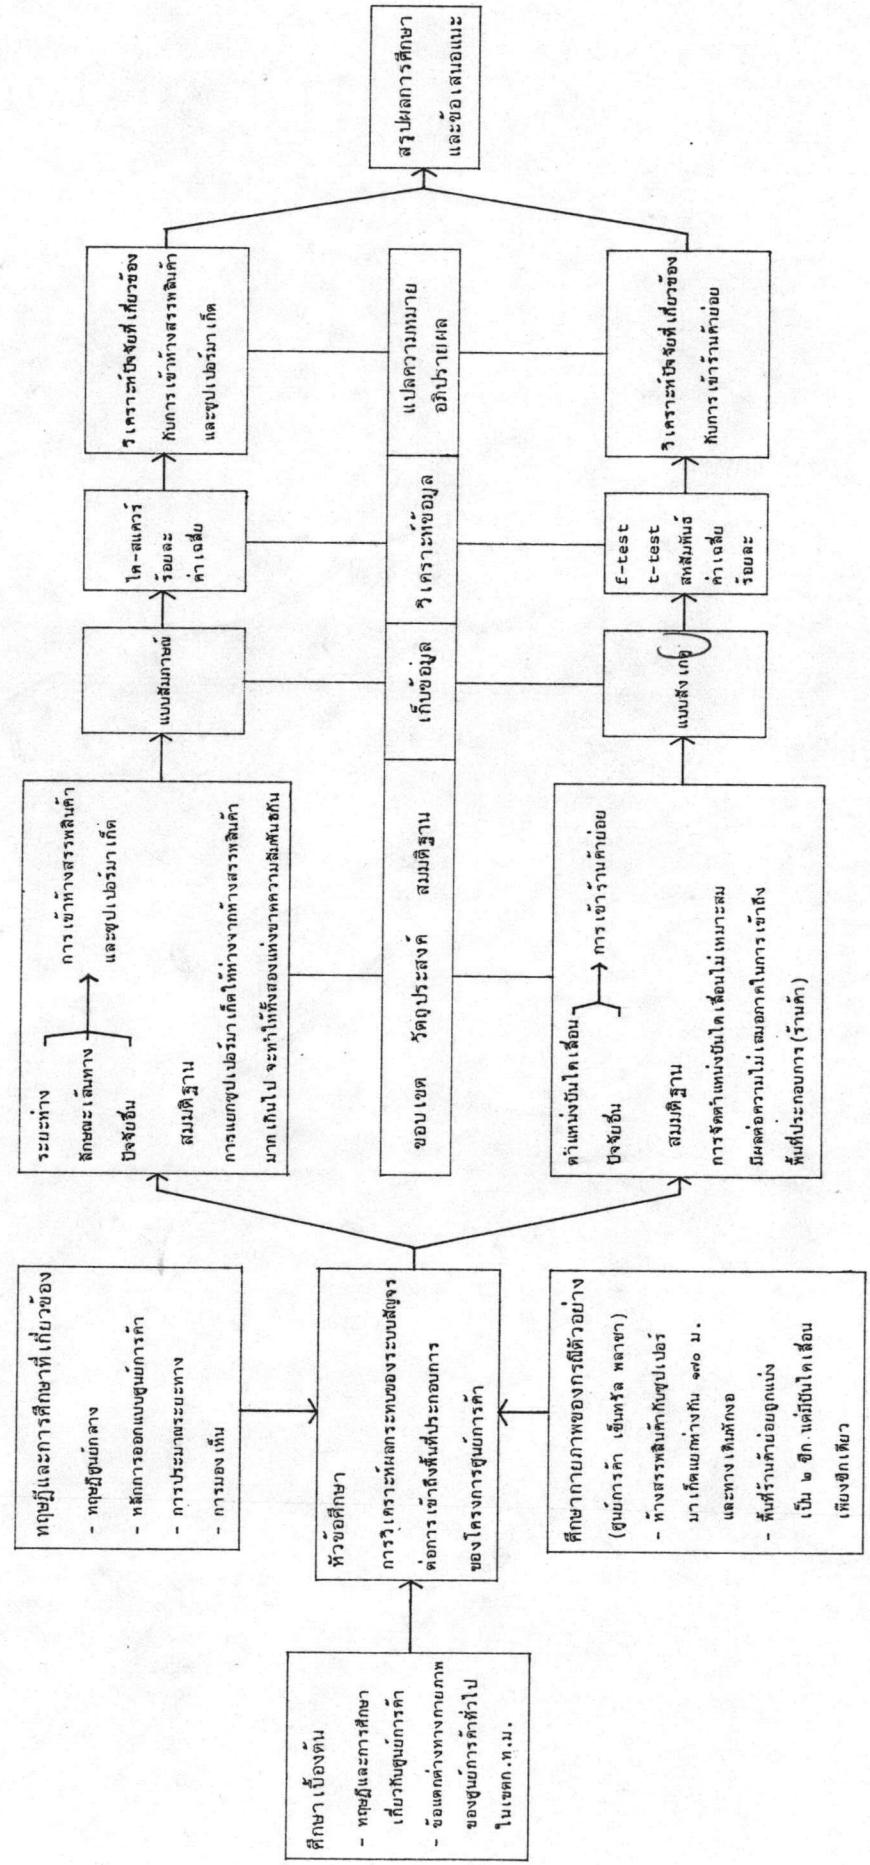 ศึกษาเบื้องต้น
- ทฤษฎีและการศึกษา
เกี่ยวกับศูนย์การค้า
- ข้อแตกต่างทางกายภาพ
ของศูนย์การค้าทั่วไป
ในเขตก.ท.ม.
ทฤษฎีและการศึกษาที่เกี่ยวข้อง
- ทฤษฎีศูนย์กลาง
- หลักการออกแบบศูนย์การค้า
- การประมาณระยะทาง
- การมองเห็น
หัวข้อศึกษา
การวิเคราะห์ผลกระทบของระบบสัญจร
ต่อการเข้าถึงพื้นที่ประกอบการ
ของโครงการศูนย์การค้า
ศึกษากายภาพของกรณีตัวอย่าง
(ศูนย์การค้า เซ็นทรัล พลาซา)
- ห้างสรรพสินค้ากับซุปเปอร์
มาเก็ตแยกห่างกัน ๑๗๐ ม.
และทางเดินหักงอ
- พื้นที่ร้านค้าย่อยถูกแบ่ง
เป็น ๒ ซีก แต่มีบันไดเลื่อน
เพียงซีกเดียว
ระยะห่าง
ลักษณะเส้นทาง
ปัจจัยอื่น
การเข้าห้างสรรพสินค้า
และซุปเปอร์มาเก็ต
สมมติฐาน
การแยกซุปเปอร์มาเก็ตให้ห่างจากห้างสรรพสินค้า
มากเกินไป จะทำให้ทั้งสองแห่งขาดความสัมพันธ์กัน
ขอบเขต วัตถุประสงค์ สมมติฐาน
ตำแหน่งบันไดเลื่อน
ปัจจัยอื่น
การเข้าร้านค้าย่อย
สมมติฐาน
การจัดตำแหน่งบันไดเลื่อนไม่เหมาะสม
มีผลต่อความไม่เสมอภาคในการเข้าถึง
พื้นที่ประกอบการ(ร้านค้า)
แบบสัมภาษณ์
เก็บข้อมูล
แบบสังเกต
ไค-สแควร์
ร้อยละ
ค่าเฉลี่ย
วิเคราะห์ข้อมูล
f-test
t-test
สหสัมพันธ์
ค่าเฉลี่ย
ร้อยละ
วิเคราะห์ปัจจัยที่เกี่ยวข้อง
กับการเข้าห้างสรรพสินค้า
และซุปเปอร์มาเก็ต
แปลความหมาย
อภิปรายผล
วิเคราะห์ปัจจัยที่เกี่ยวข้อง
กับการเข้าร้านค้าย่อย
สรุปผลการศึกษา
และข้อเสนอแนะ